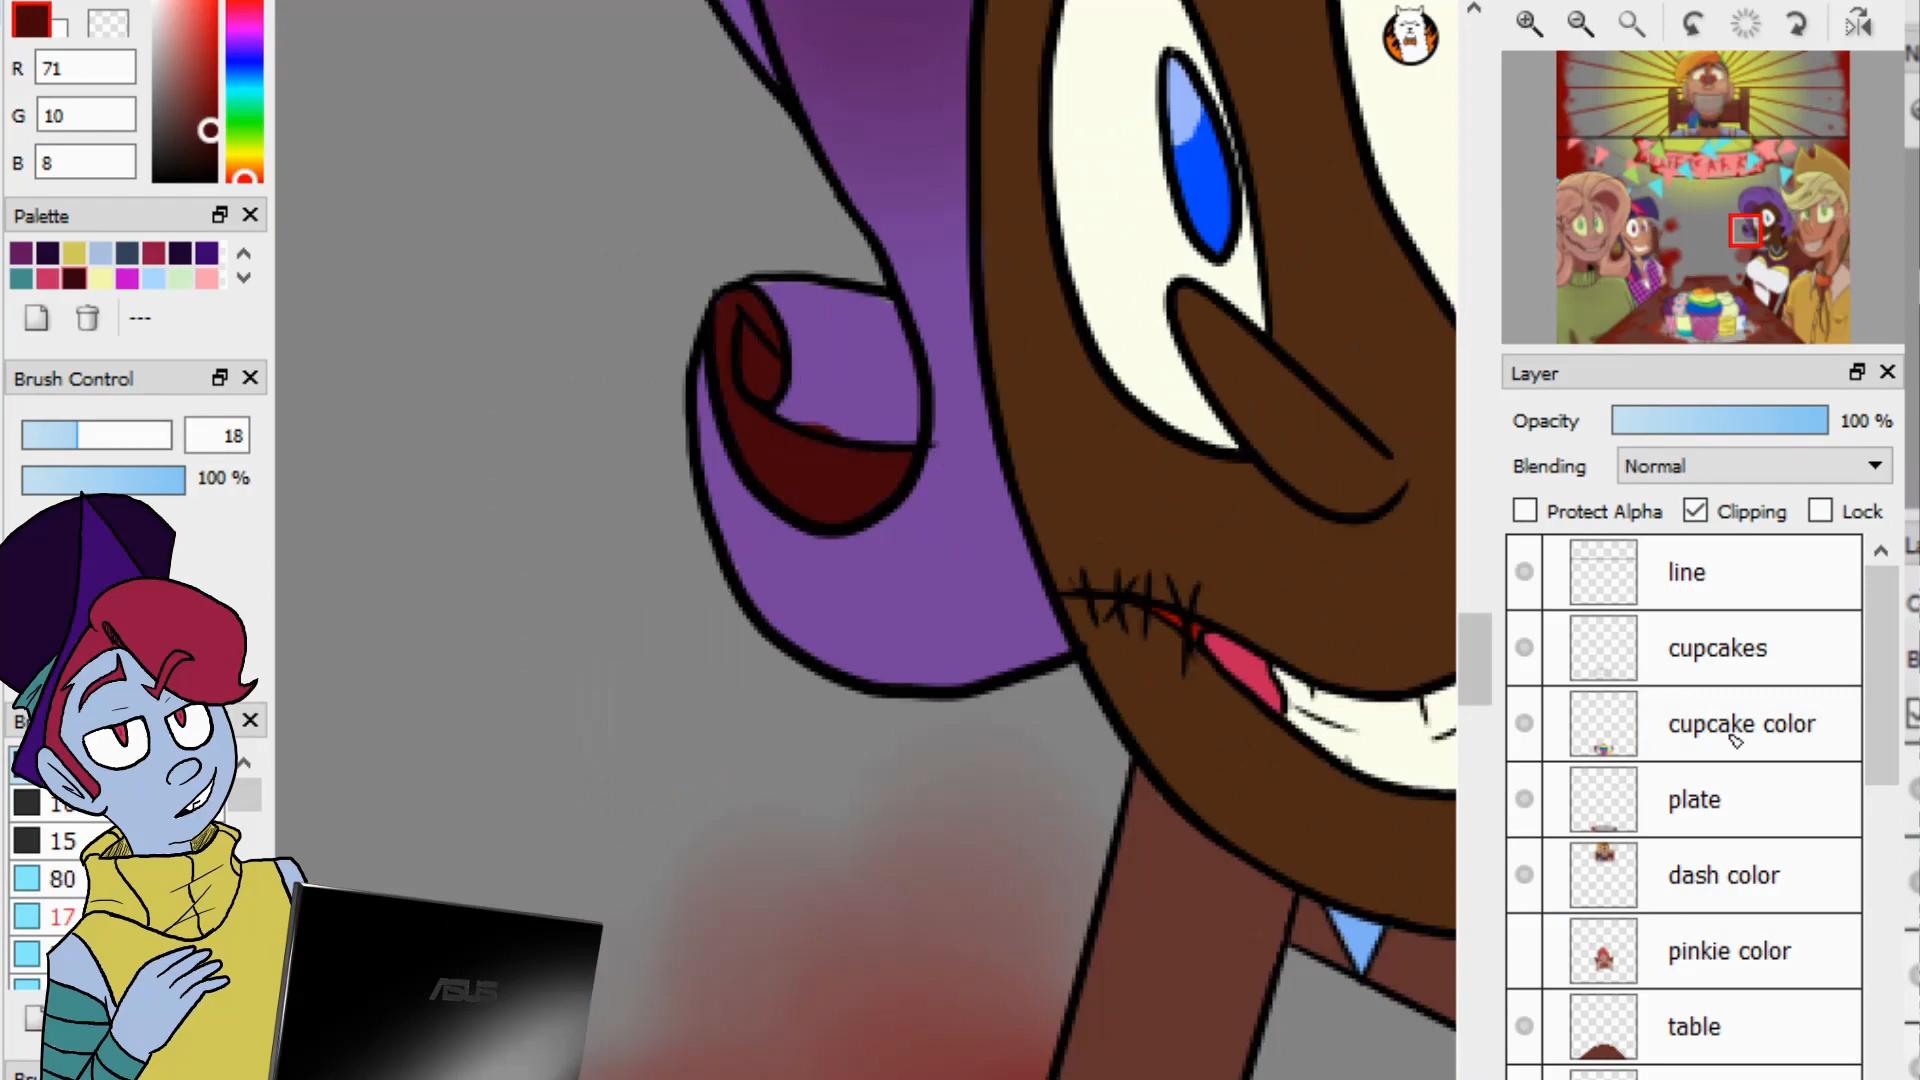 R 71
G 10
B 8
Palette
---
Brush Control
18
100 %
15
80
17
ASUS
Layer
Opacity 100 %
Blending Normal
Protect Alpha Clipping Lock
line
cupcakes
cupcake color
plate
dash color
pinkie color
table